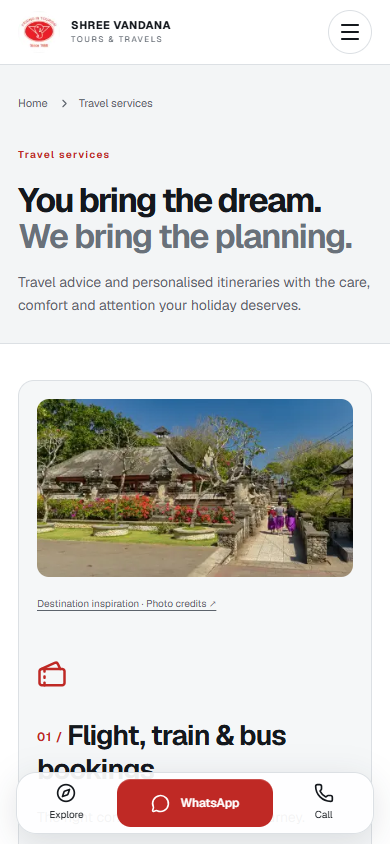 SHREE VANDANA
TOURS & TRAVELS
Home > Travel services
Travel services
You bring the dream.
We bring the planning.
Travel advice and personalised itineraries with the care,
comfort and attention your holiday deserves.
Destination inspiration · Photo credits ↗
01 / Flight, train & bus
bookings
Explore
WhatsApp
Call